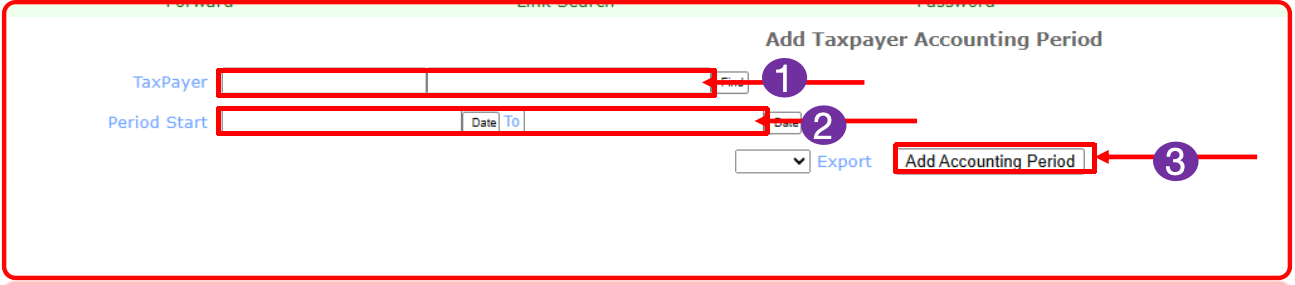 Forward Link Search Password
Add Taxpayer Accounting Period
TaxPayer Find 1
Period Start Date To Date 2
Export Add Accounting Period 3